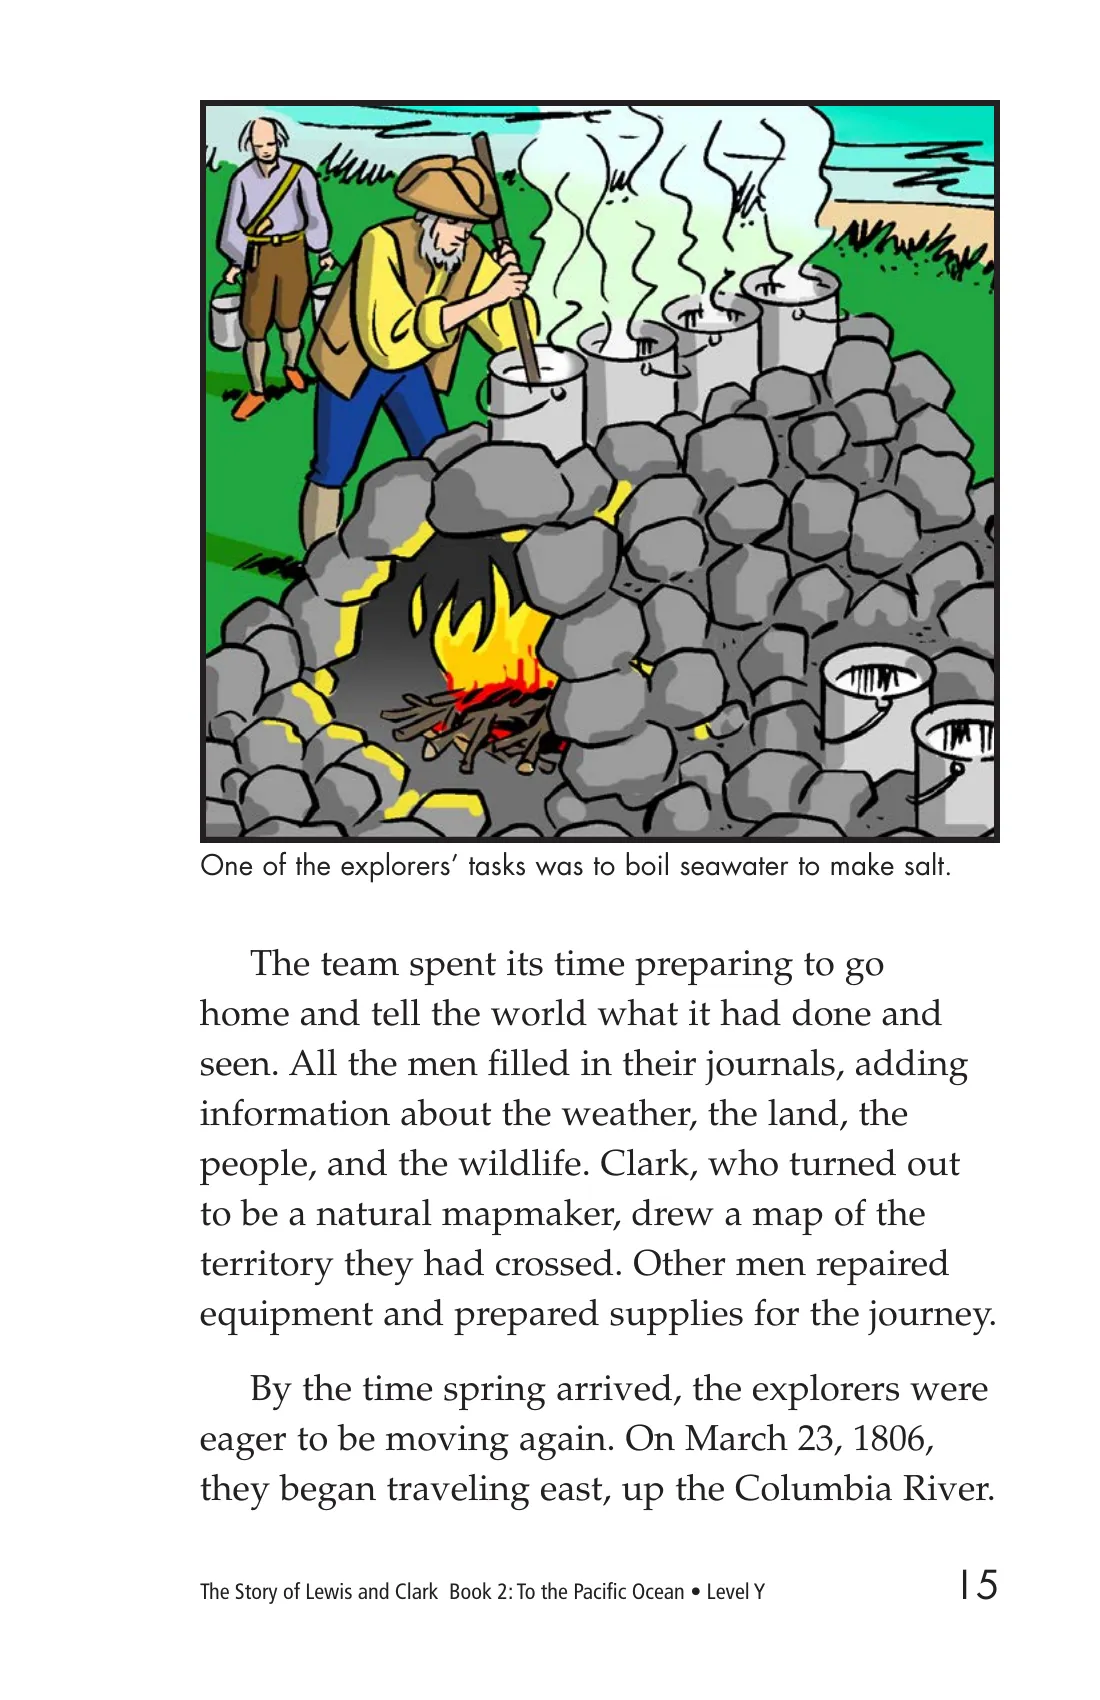 One of the explorers’ tasks was to boil seawater to make salt.
The team spent its time preparing to go
home and tell the world what it had done and
seen. All the men filled in their journals, adding
information about the weather, the land, the
people, and the wildlife. Clark, who turned out
to be a natural mapmaker, drew a map of the
territory they had crossed. Other men repaired
equipment and prepared supplies for the journey.
By the time spring arrived, the explorers were
eager to be moving again. On March 23, 1806,
they began traveling east, up the Columbia River.
The Story of Lewis and Clark  Book 2: To the Pacific Ocean • Level Y
15